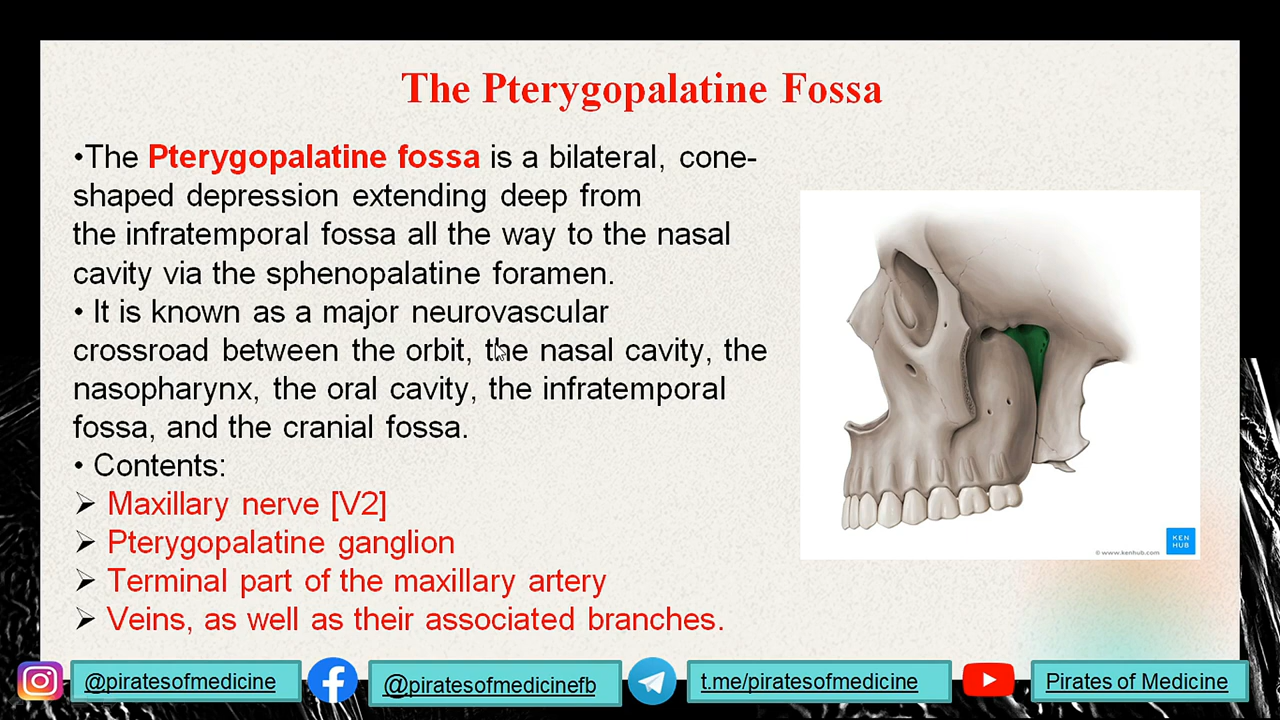 The Pterygopalatine Fossa
•The Pterygopalatine fossa is a bilateral, cone-
shaped depression extending deep from
the infratemporal fossa all the way to the nasal
cavity via the sphenopalatine foramen.
• It is known as a major neurovascular
crossroad between the orbit, the nasal cavity, the
nasopharynx, the oral cavity, the infratemporal
fossa, and the cranial fossa.
• Contents:
➢ Maxillary nerve [V2]
➢ Pterygopalatine ganglion
➢ Terminal part of the maxillary artery
➢ Veins, as well as their associated branches.
© www.kenhub.com
KEN
HUB
@piratesofmedicine
@piratesofmedicinefb
t.me/piratesofmedicine
Pirates of Medicine